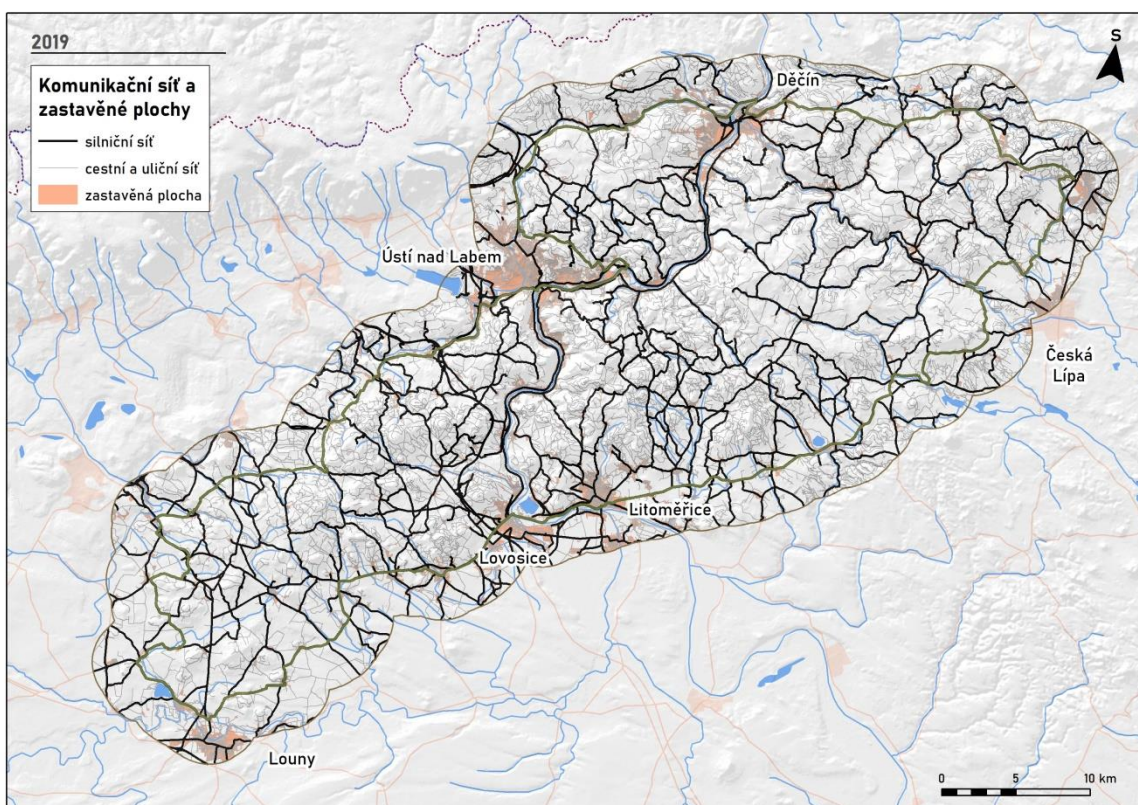 2019
Komunikační síť a
zastavěné plochy
silniční síť
cestní a uliční síť
zastavěná plocha
S
Děčín
Ústí nad Labem
Česká
Lípa
Litoměřice
Lovosice
Louny
0 5 10 km